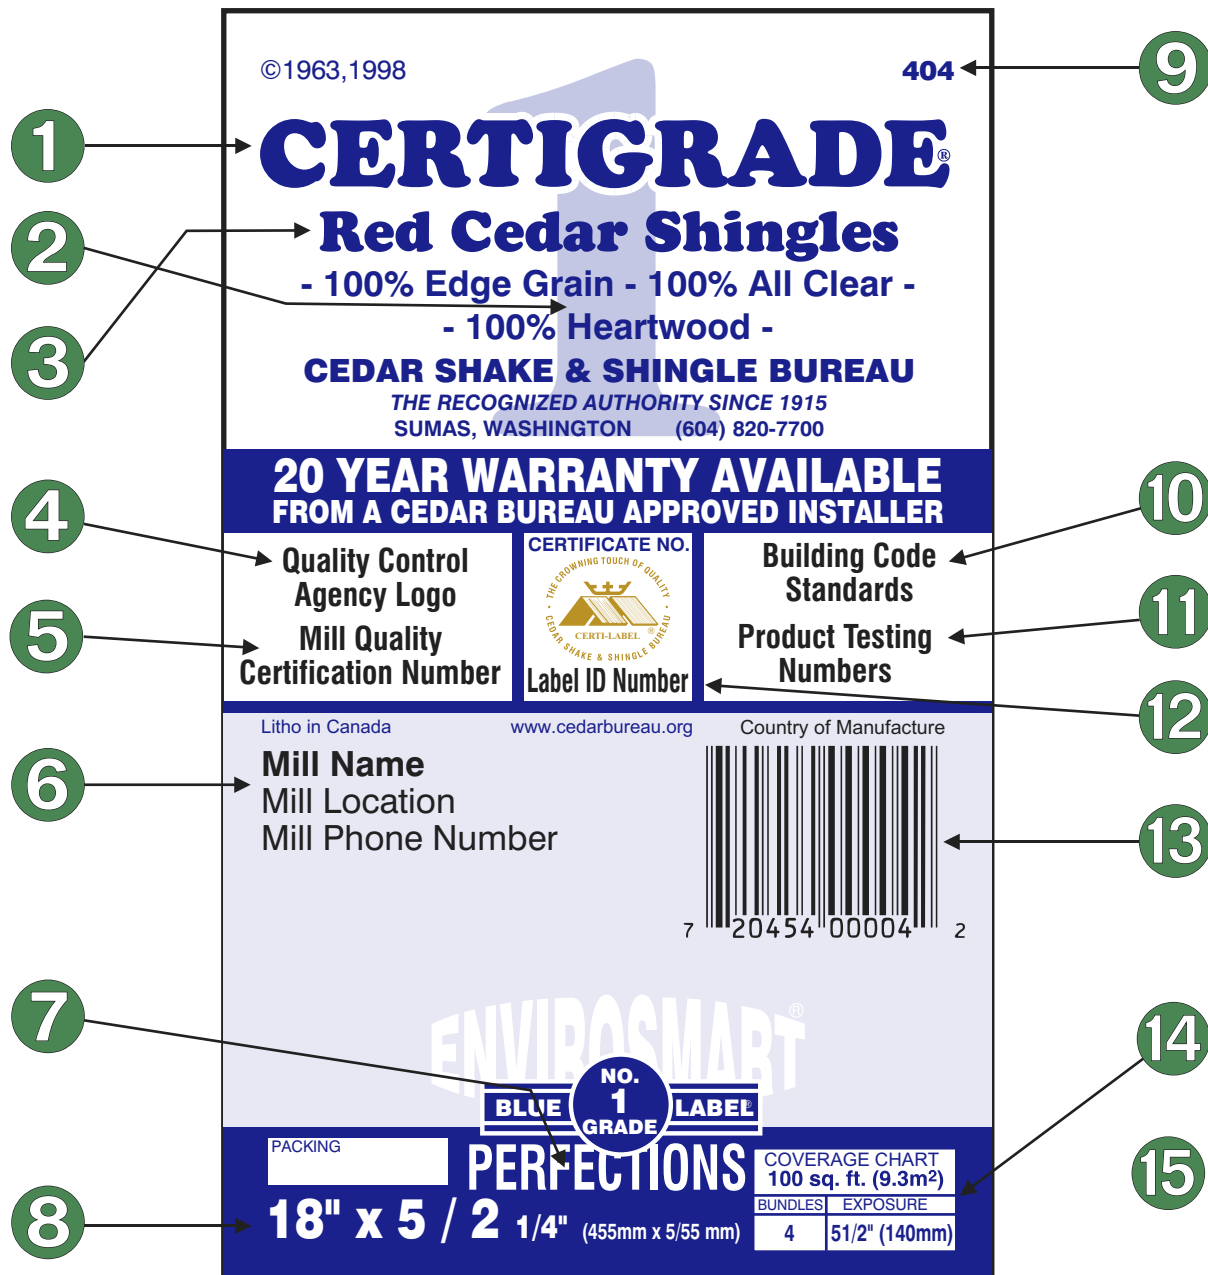 ©1963,1998
404
9
1
CERTIGRADE®
Red Cedar Shingles
2
- 100% Edge Grain - 100% All Clear -
- 100% Heartwood -
3
CEDAR SHAKE & SHINGLE BUREAU
THE RECOGNIZED AUTHORITY SINCE 1915
SUMAS, WASHINGTON (604) 820-7700
1
20 YEAR WARRANTY AVAILABLE
FROM A CEDAR BUREAU APPROVED INSTALLER
4
Quality Control
Agency Logo
5
Mill Quality
Certification Number
CERTIFICATE NO.
THE CROWNING TOUCH OF QUALITY
CERTI-LABEL ®
• CEDAR SHAKE & SHINGLE BUREAU •
Label ID Number
Building Code
Standards
10
Product Testing
Numbers
11
12
Litho in Canada
www.cedarbureau.org
Country of Manufacture
6
Mill Name
Mill Location
Mill Phone Number
13
7 20454 00004 2
7
ENVIROSMART®
14
NO.
1
GRADE
BLUE LABEL®
PACKING
PERFECTIONS
COVERAGE CHART
100 sq. ft. (9.3m²)
15
BUNDLES EXPOSURE
4 51/2" (140mm)
8
18" x 5 / 2 1/4" (455mm x 5/55 mm)